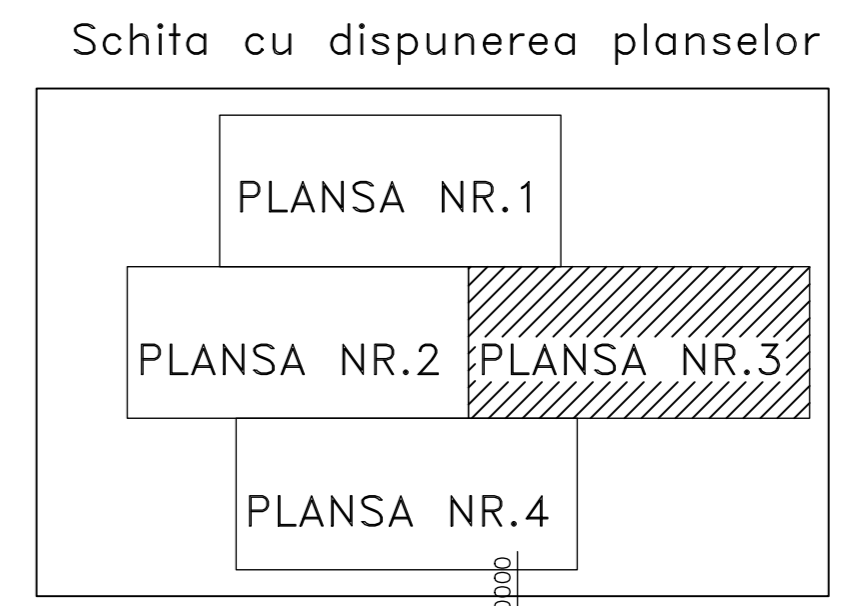 Schita cu dispunerea planselor
PLANSA NR.1
PLANSA NR.2
PLANSA NR.3
PLANSA NR.4